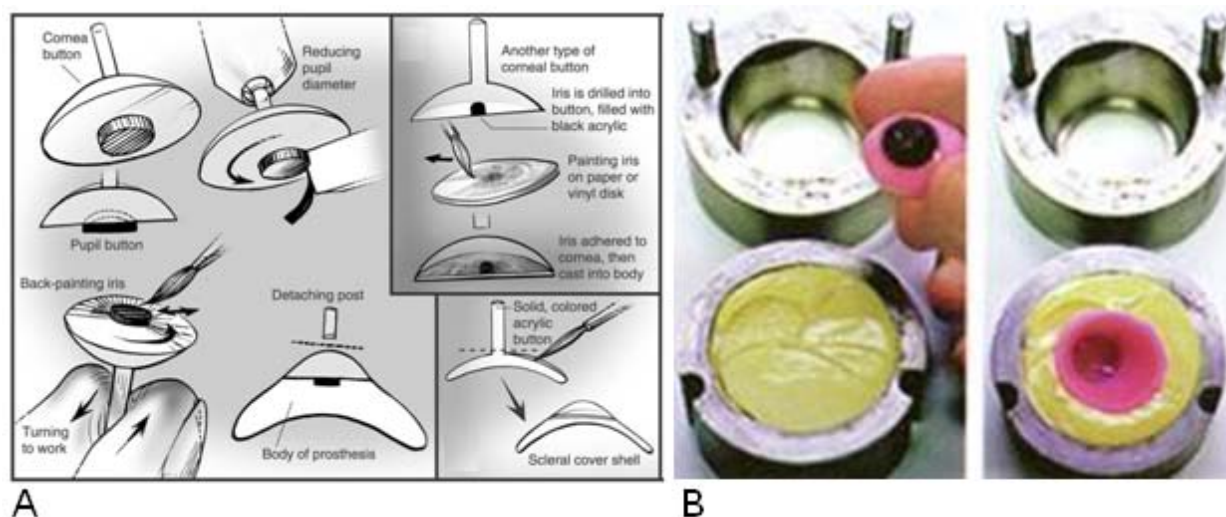 Cornea
button
Reducing
pupil
diameter
Pupil button
Back-painting iris
Turning
to work
Detaching post
Body of prosthesis
Another type of
corneal button
Iris is drilled into
button, filled with
black acrylic
Painting iris
on paper or
vinyl disk
Iris adhered to
cornea, then
cast into body
Solid, colored
acrylic
button
Scleral cover shell
A
B